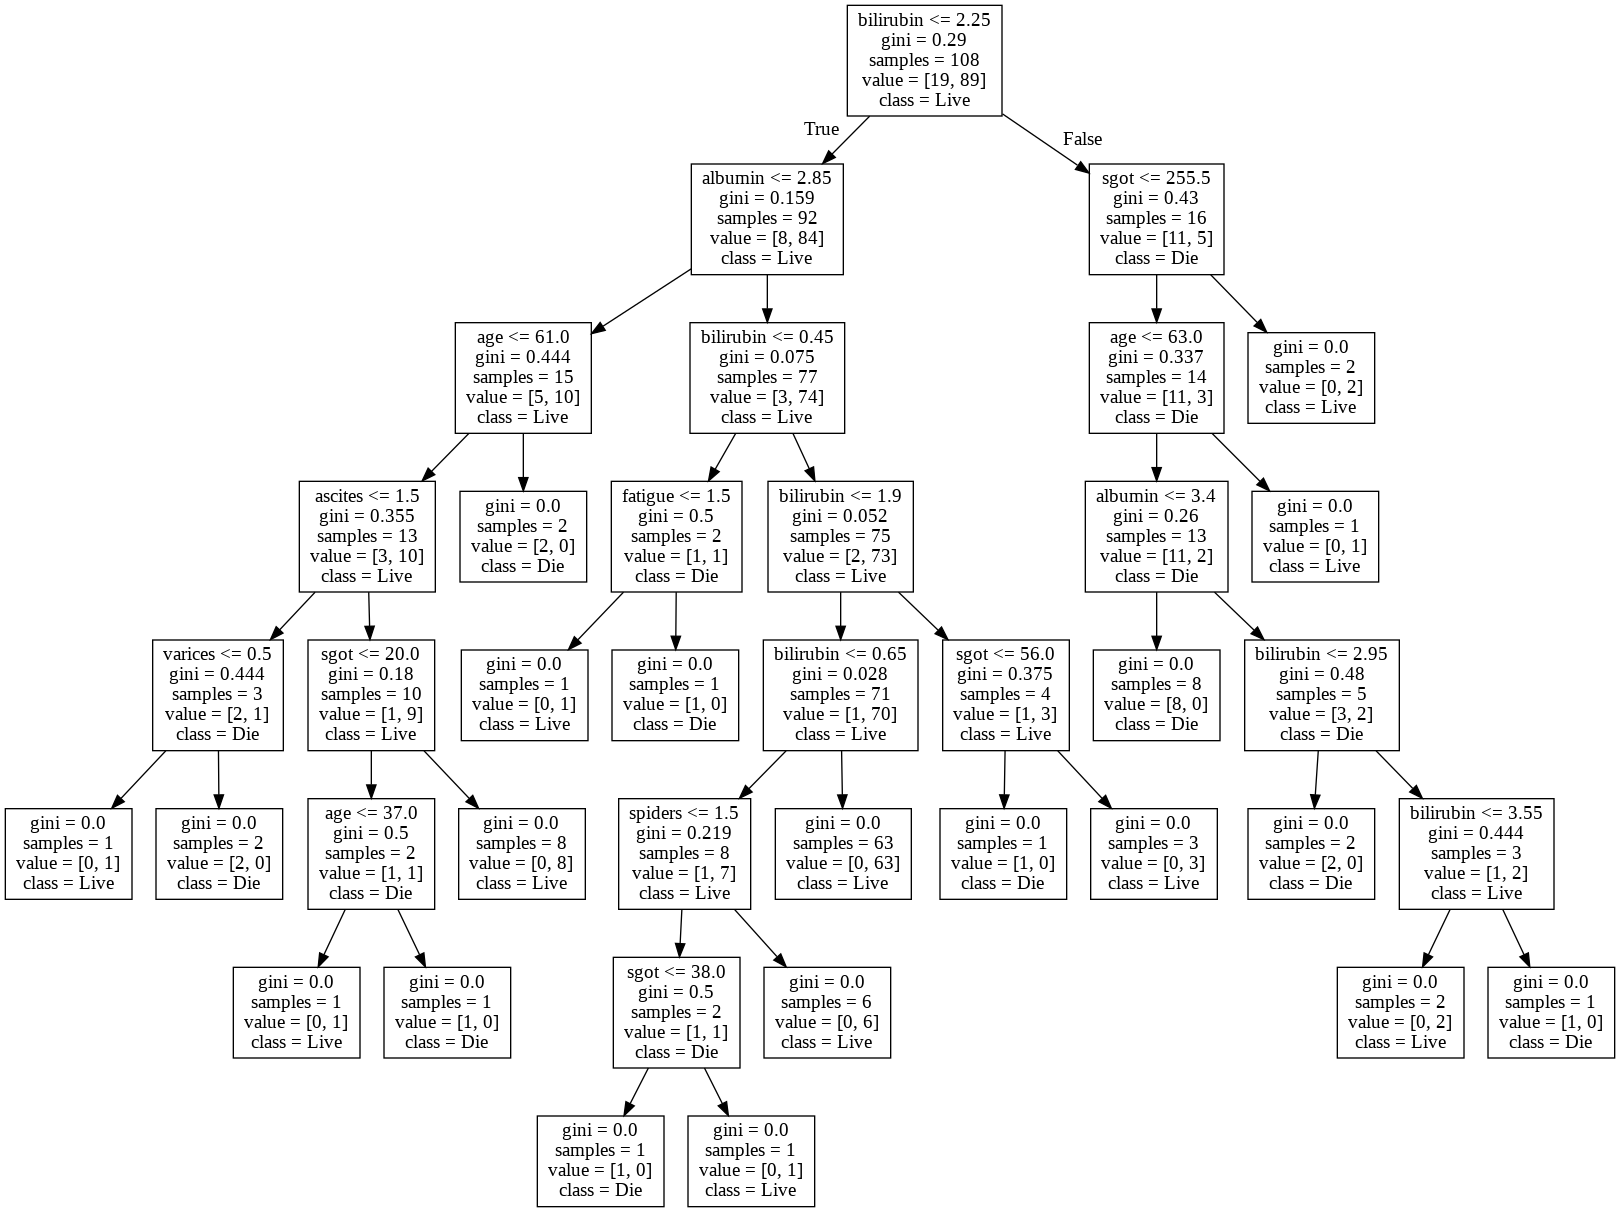 bilirubin <= 2.25
gini = 0.29
samples = 108
value = [19, 89]
class = Live
True
False
albumin <= 2.85
gini = 0.159
samples = 92
value = [8, 84]
class = Live
sgot <= 255.5
gini = 0.43
samples = 16
value = [11, 5]
class = Die
age <= 61.0
gini = 0.444
samples = 15
value = [5, 10]
class = Live
bilirubin <= 0.45
gini = 0.075
samples = 77
value = [3, 74]
class = Live
age <= 63.0
gini = 0.337
samples = 14
value = [11, 3]
class = Die
gini = 0.0
samples = 2
value = [0, 2]
class = Live
ascites <= 1.5
gini = 0.355
samples = 13
value = [3, 10]
class = Live
gini = 0.0
samples = 2
value = [2, 0]
class = Die
fatigue <= 1.5
gini = 0.5
samples = 2
value = [1, 1]
class = Die
bilirubin <= 1.9
gini = 0.052
samples = 75
value = [2, 73]
class = Live
albumin <= 3.4
gini = 0.26
samples = 13
value = [11, 2]
class = Die
gini = 0.0
samples = 1
value = [0, 1]
class = Live
varices <= 0.5
gini = 0.444
samples = 3
value = [2, 1]
class = Die
sgot <= 20.0
gini = 0.18
samples = 10
value = [1, 9]
class = Live
gini = 0.0
samples = 1
value = [0, 1]
class = Live
gini = 0.0
samples = 1
value = [1, 0]
class = Die
bilirubin <= 0.65
gini = 0.028
samples = 71
value = [1, 70]
class = Live
sgot <= 56.0
gini = 0.375
samples = 4
value = [1, 3]
class = Live
gini = 0.0
samples = 8
value = [8, 0]
class = Die
bilirubin <= 2.95
gini = 0.48
samples = 5
value = [3, 2]
class = Die
gini = 0.0
samples = 1
value = [0, 1]
class = Live
gini = 0.0
samples = 2
value = [2, 0]
class = Die
age <= 37.0
gini = 0.5
samples = 2
value = [1, 1]
class = Die
gini = 0.0
samples = 8
value = [0, 8]
class = Live
spiders <= 1.5
gini = 0.219
samples = 8
value = [1, 7]
class = Live
gini = 0.0
samples = 63
value = [0, 63]
class = Live
gini = 0.0
samples = 1
value = [1, 0]
class = Die
gini = 0.0
samples = 3
value = [0, 3]
class = Live
gini = 0.0
samples = 2
value = [2, 0]
class = Die
bilirubin <= 3.55
gini = 0.444
samples = 3
value = [1, 2]
class = Live
gini = 0.0
samples = 1
value = [0, 1]
class = Live
gini = 0.0
samples = 1
value = [1, 0]
class = Die
sgot <= 38.0
gini = 0.5
samples = 2
value = [1, 1]
class = Die
gini = 0.0
samples = 6
value = [0, 6]
class = Live
gini = 0.0
samples = 2
value = [0, 2]
class = Live
gini = 0.0
samples = 1
value = [1, 0]
class = Die
gini = 0.0
samples = 1
value = [1, 0]
class = Die
gini = 0.0
samples = 1
value = [0, 1]
class = Live